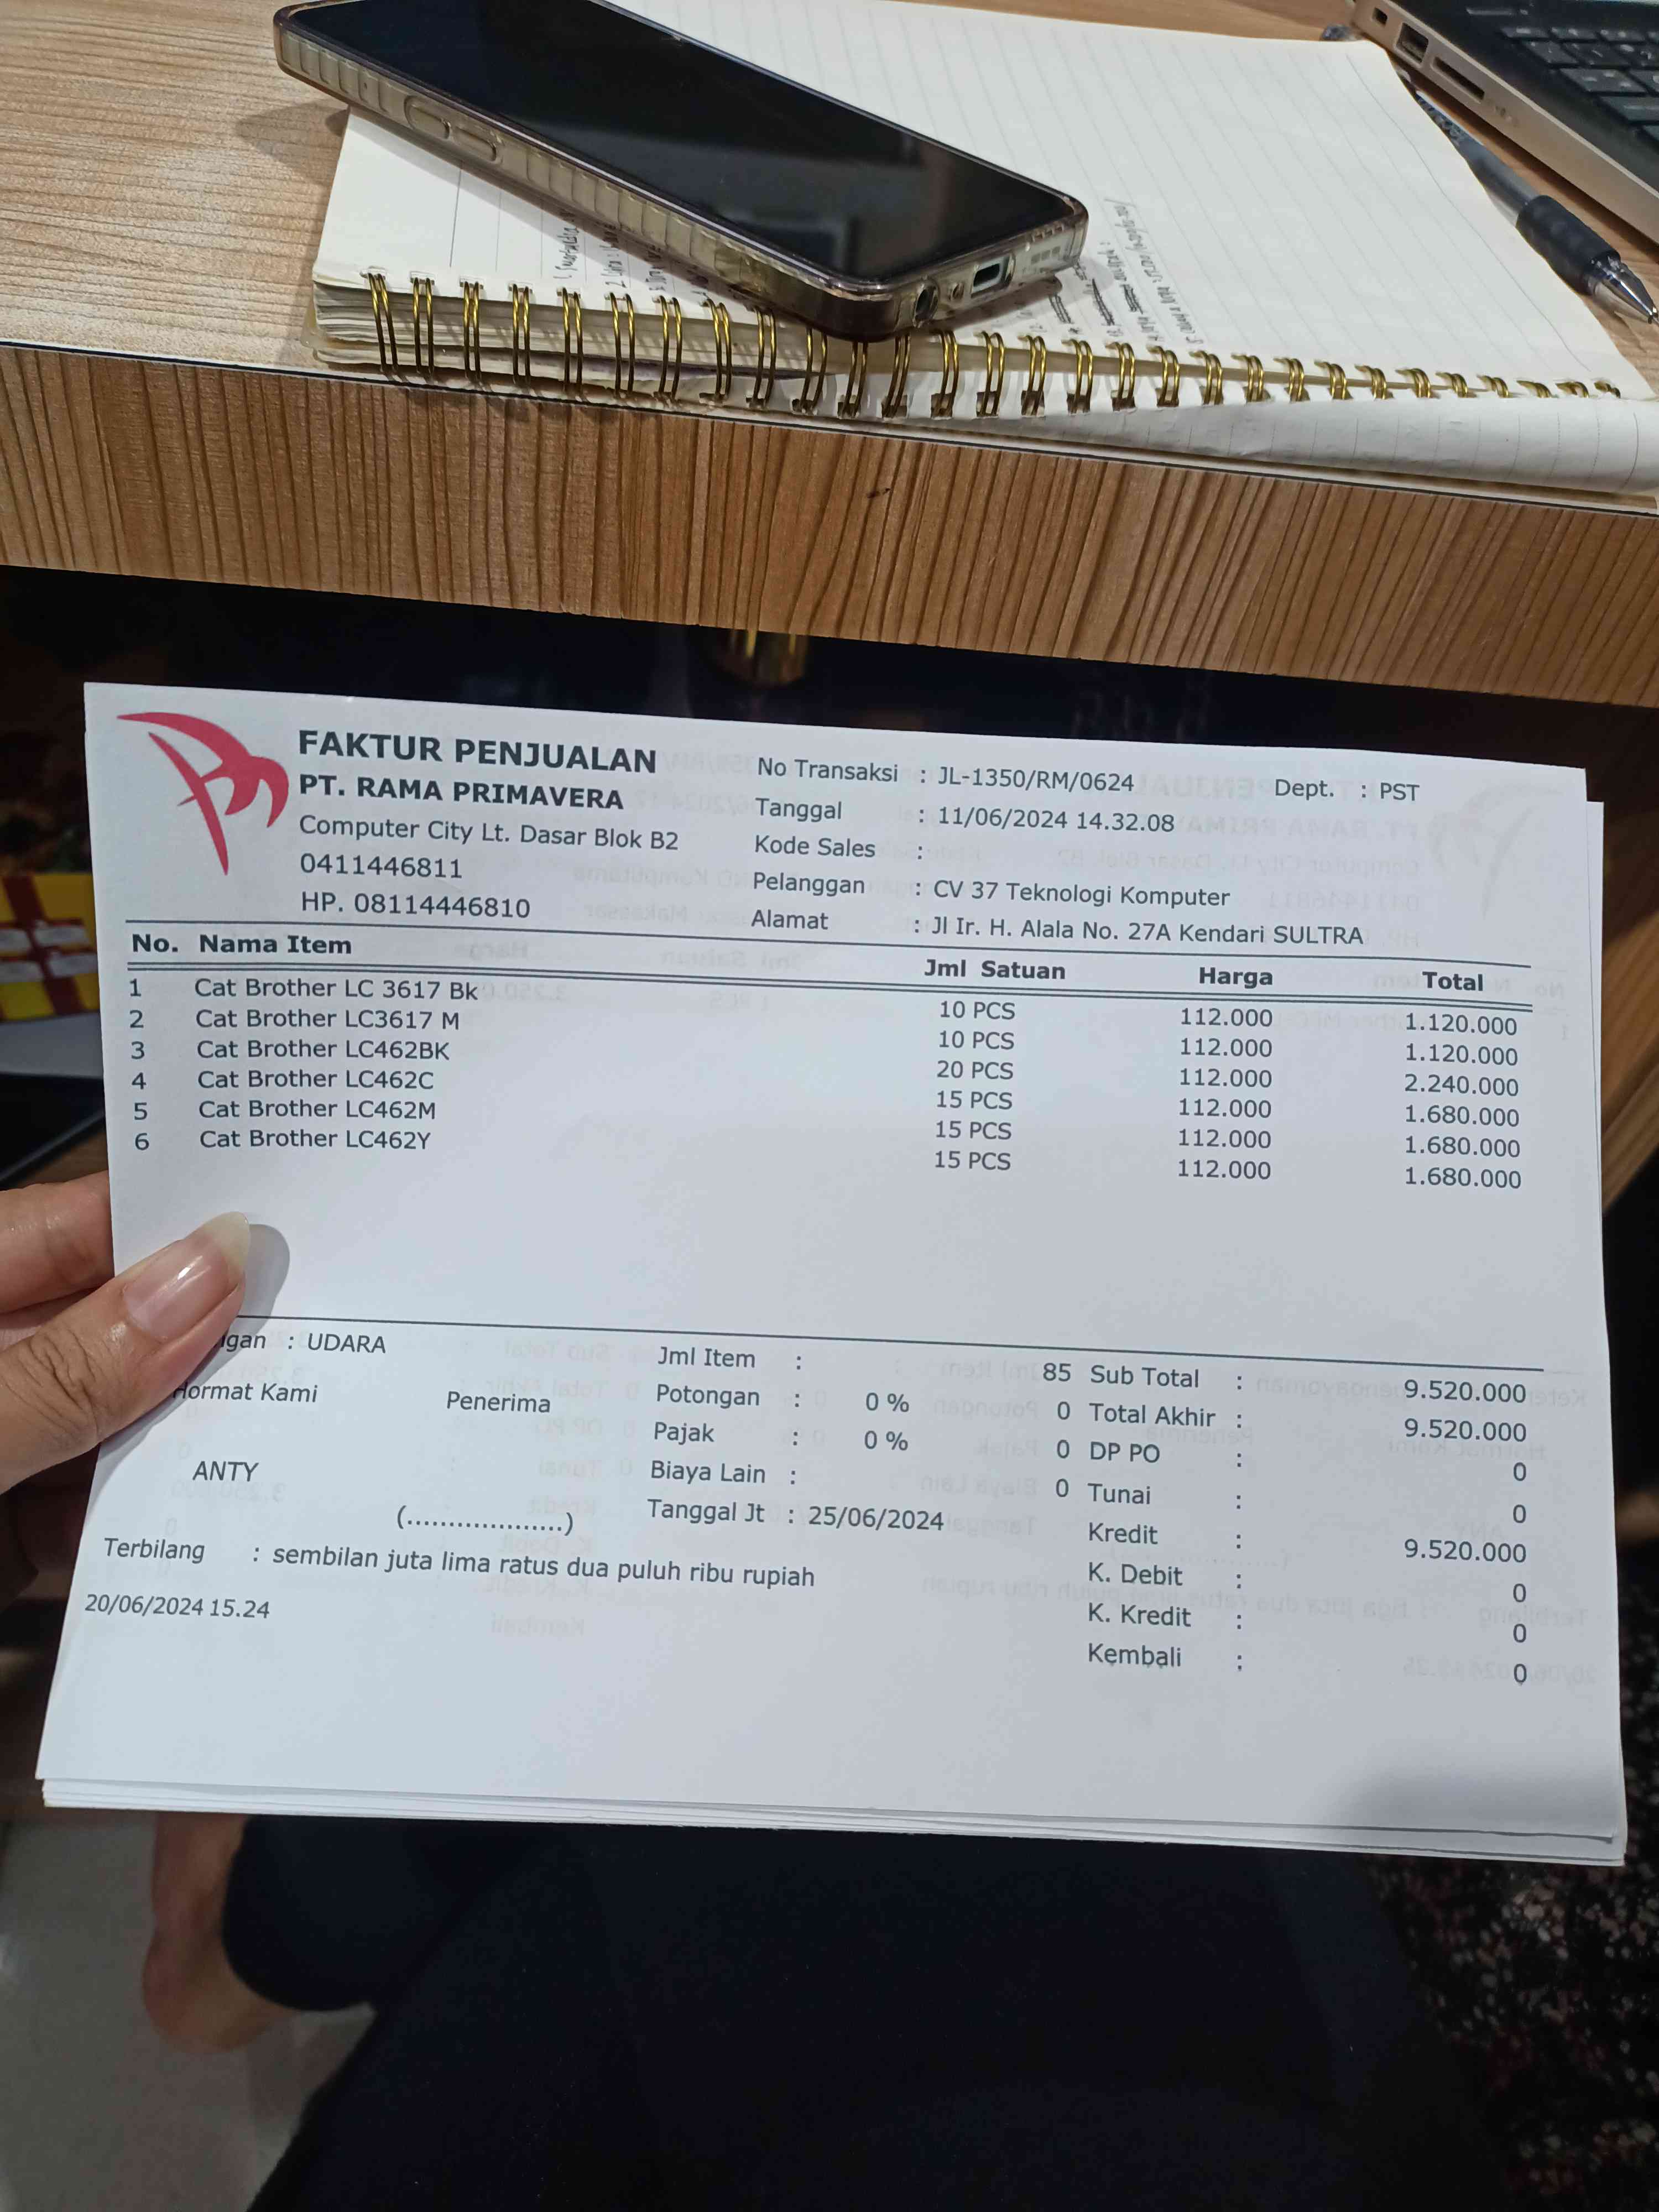 FAKTUR PENJUALAN
PT. RAMA PRIMAVERA
Computer City Lt. Dasar Blok B2
0411446811
HP. 08114446810
No Transaksi : JL-1350/RM/0624 Dept. : PST
Tanggal : 11/06/2024 14.32.08
Kode Sales :
Pelanggan : CV 37 Teknologi Komputer
Alamat : Jl Ir. H. Alala No. 27A Kendari SULTRA
No. Nama Item Jml Satuan Harga Total
1 Cat Brother LC 3617 Bk 10 PCS 112.000 1.120.000
2 Cat Brother LC3617 M 10 PCS 112.000 1.120.000
3 Cat Brother LC462BK 20 PCS 112.000 2.240.000
4 Cat Brother LC462C 15 PCS 112.000 1.680.000
5 Cat Brother LC462M 15 PCS 112.000 1.680.000
6 Cat Brother LC462Y 15 PCS 112.000 1.680.000
gan : UDARA
Hormat Kami Penerima
ANTY
(...................)
Jml Item : 85
Potongan : 0 % 0
Pajak : 0 % 0
Biaya Lain : 0
Tanggal Jt : 25/06/2024
Sub Total : 9.520.000
Total Akhir : 9.520.000
DP PO : 0
Tunai : 0
Kredit : 9.520.000
K. Debit : 0
K. Kredit : 0
Kembali : 0
Terbilang : sembilan juta lima ratus dua puluh ribu rupiah
20/06/2024 15.24